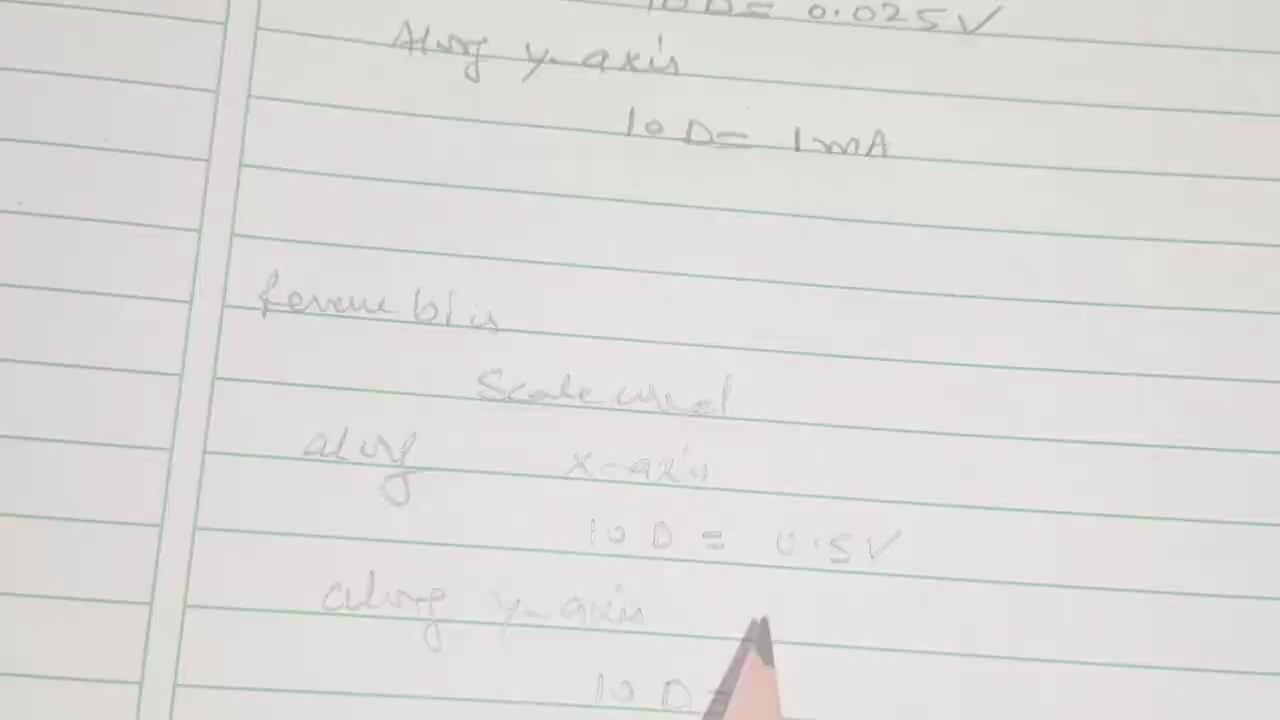 10 D = 0.025V
Along y-axis
10 D = 1mA
Reverse bias
Scale used
along x-axis
10 D = 0.5V
along y-axis
10 D =